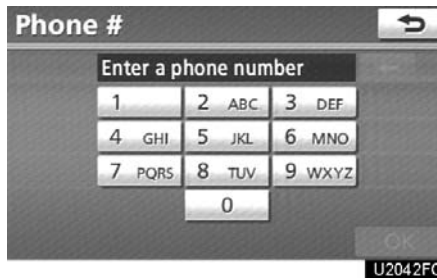 Phone #
Enter a phone number
1 2 ABC 3 DEF
4 GHI 5 JKL 6 MNO
7 PQRS 8 TUV 9 WXYZ
0
OK
U2042FC